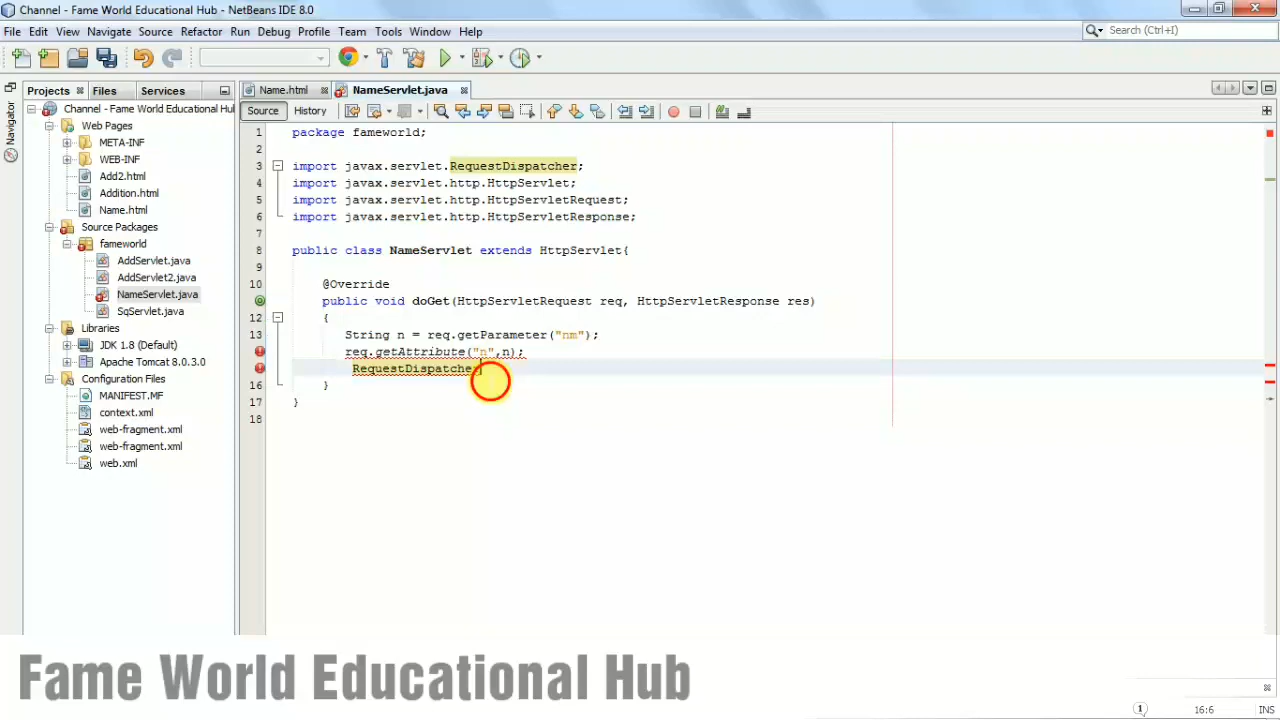 Channel - Fame World Educational Hub - NetBeans IDE 8.0
File Edit View Navigate Source Refactor Run Debug Profile Team Tools Window Help
Search (Ctrl+I)
Projects Files Services
Name.html NameServlet.java
Navigator
Channel - Fame World Educational Hu
Web Pages
META-INF
WEB-INF
Add2.html
Addition.html
Name.html
Source Packages
fameworld
AddServlet.java
AddServlet2.java
NameServlet.java
SqServlet.java
Libraries
JDK 1.8 (Default)
Apache Tomcat 8.0.3.0
Configuration Files
MANIFEST.MF
context.xml
web-fragment.xml
web-fragment.xml
web.xml
Source History
1 package fameworld;
2
3 import javax.servlet.RequestDispatcher;
4 import javax.servlet.http.HttpServlet;
5 import javax.servlet.http.HttpServletRequest;
6 import javax.servlet.http.HttpServletResponse;
7
8 public class NameServlet extends HttpServlet{
9
10 @Override
public void doGet(HttpServletRequest req, HttpServletResponse res)
12 {
13 String n = req.getParameter("nm");
req.getAttribute("n",n);
RequestDispatcher
16 }
17 }
18
Fame World Educational Hub
1 16:6 INS